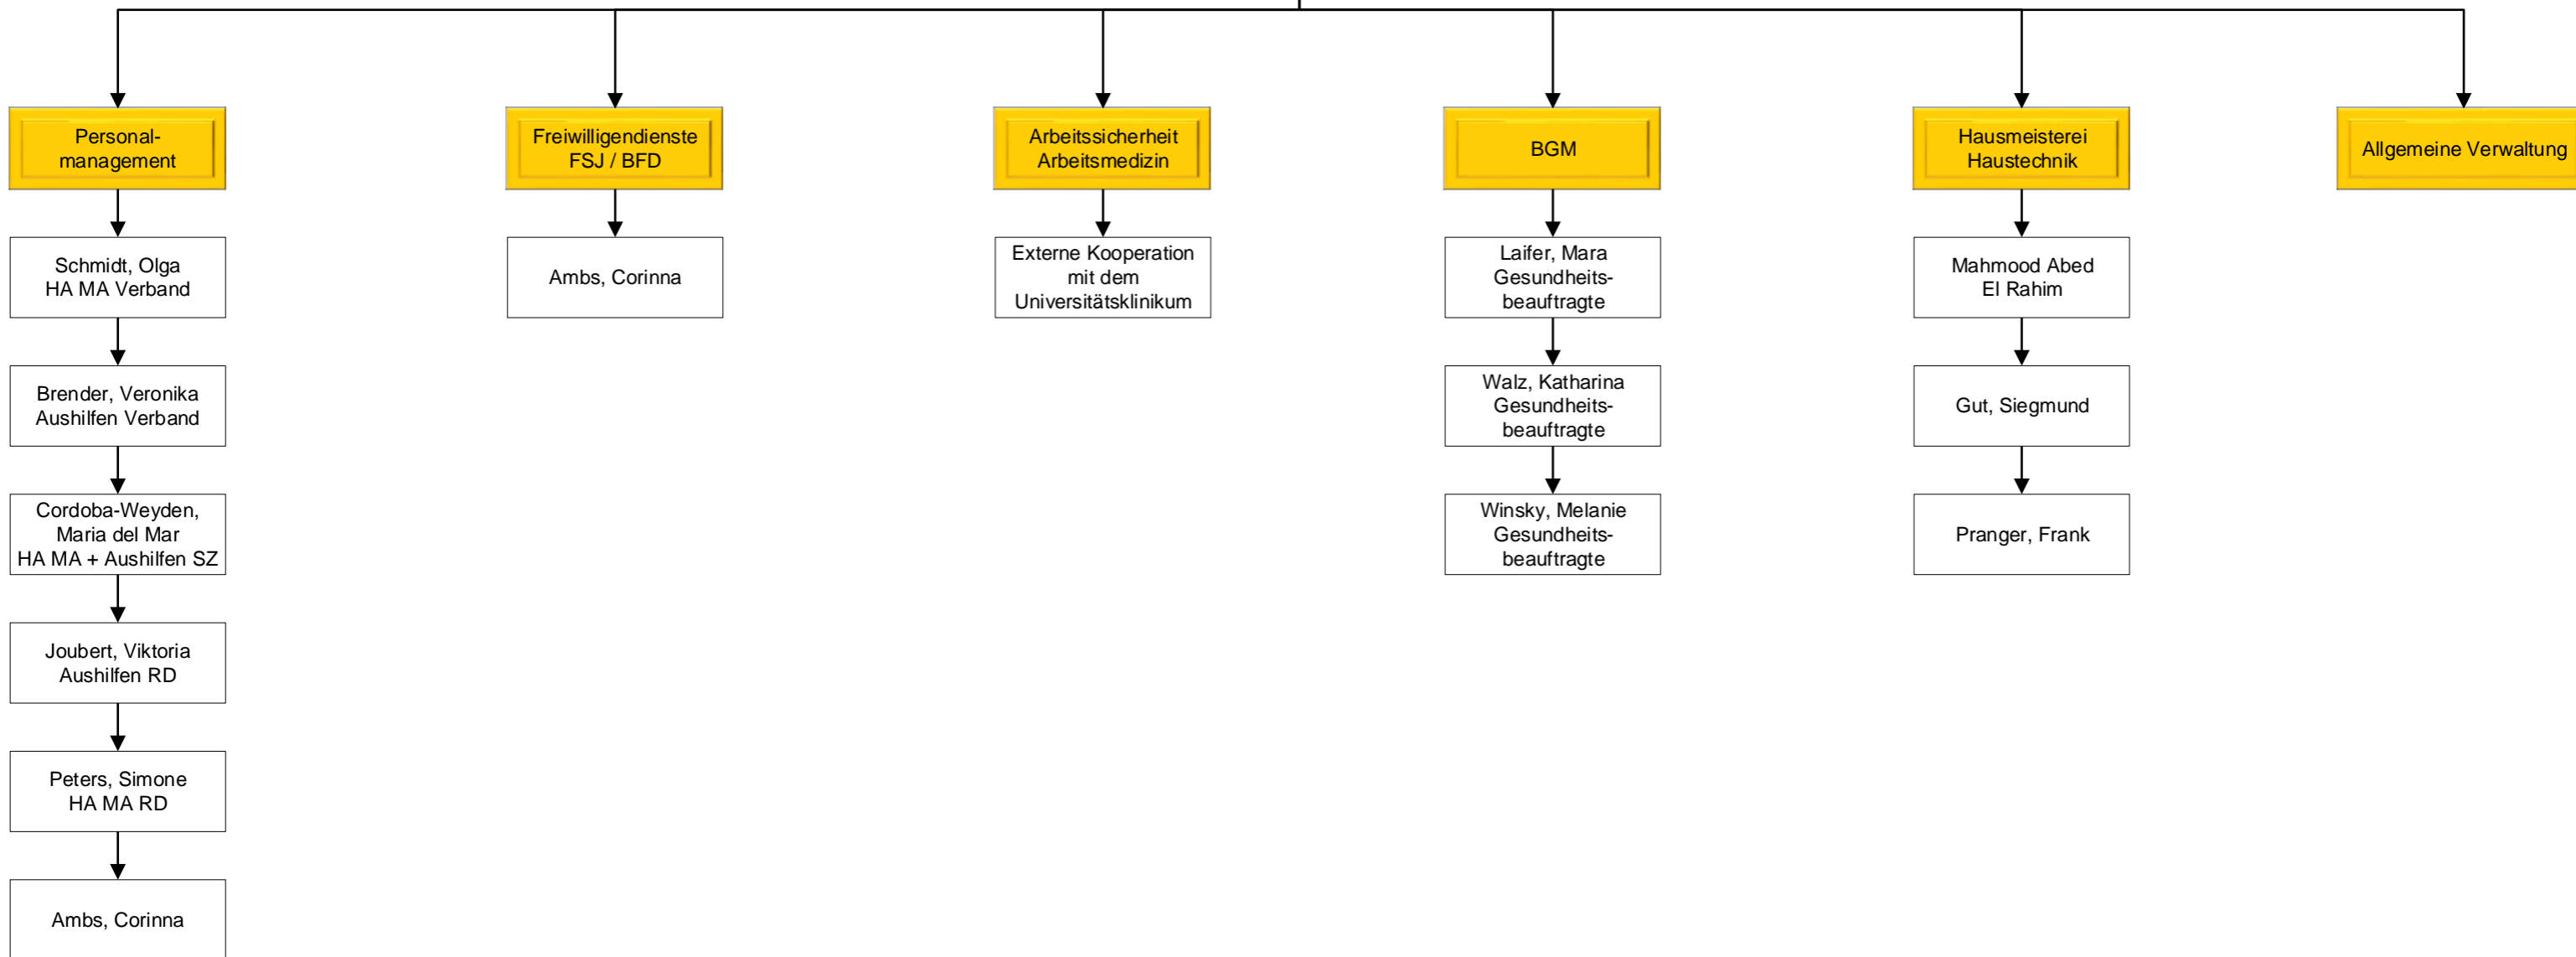 Personal-
management
Schmidt, Olga
HA MA Verband
Brender, Veronika
Aushilfen Verband
Cordoba-Weyden,
Maria del Mar
HA MA + Aushilfen SZ
Joubert, Viktoria
Aushilfen RD
Peters, Simone
HA MA RD
Ambs, Corinna
Freiwilligendienste
FSJ / BFD
Ambs, Corinna
Arbeitssicherheit
Arbeitsmedizin
Externe Kooperation
mit dem
Universitätsklinikum
BGM
Laifer, Mara
Gesundheits-
beauftragte
Walz, Katharina
Gesundheits-
beauftragte
Winsky, Melanie
Gesundheits-
beauftragte
Hausmeisterei
Haustechnik
Mahmood Abed
El Rahim
Gut, Siegmund
Pranger, Frank
Allgemeine Verwaltung